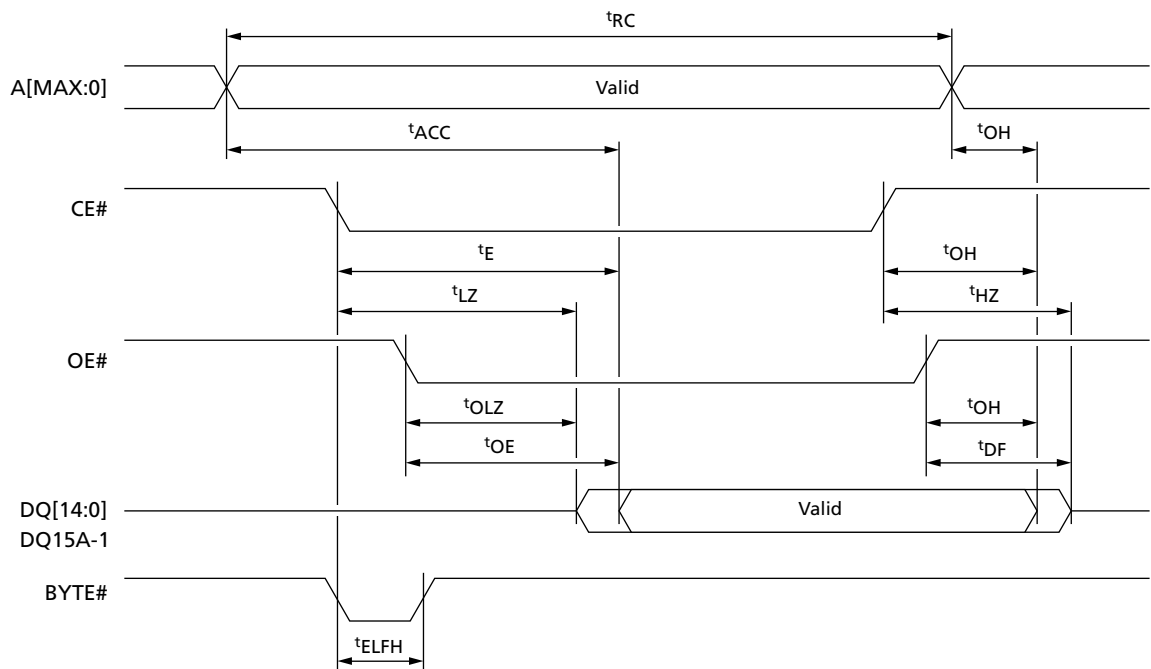 tRC
A[MAX:0]
Valid
tACC
tOH
CE#
tE
tOH
tLZ
tHZ
OE#
tOLZ
tOH
tOE
tDF
DQ[14:0]
Valid
DQ15A-1
BYTE#
tELFH